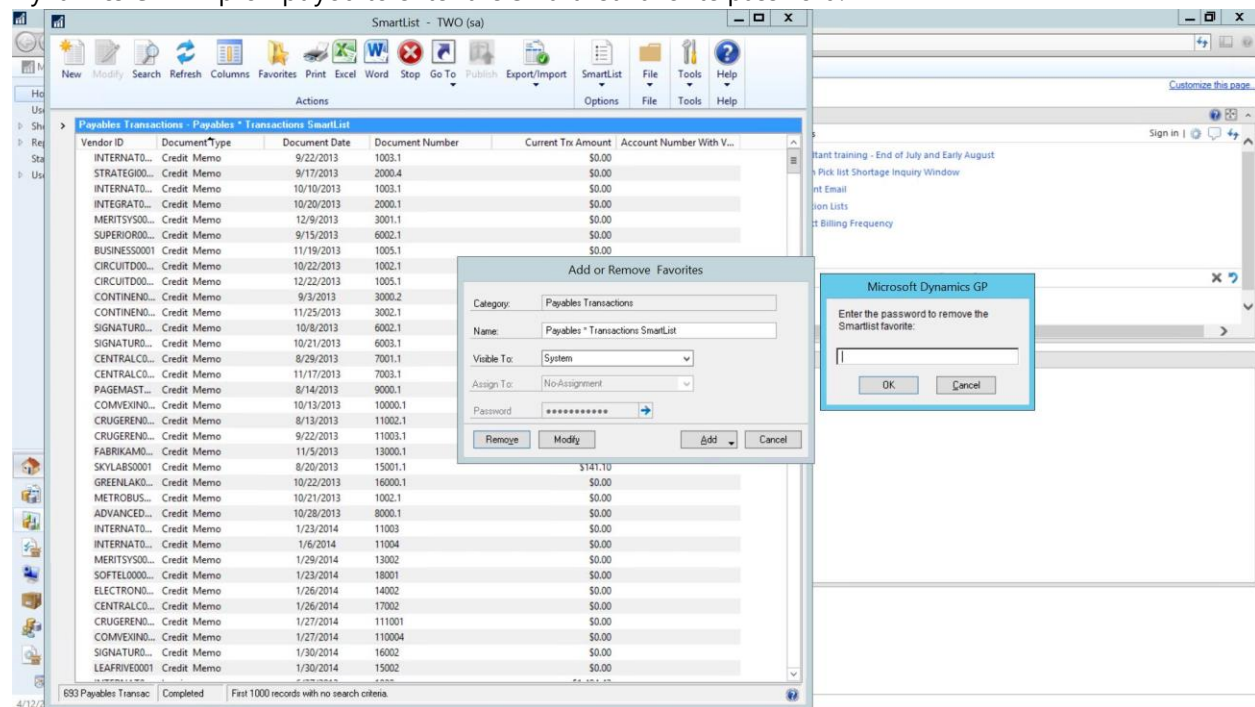 SmartList - TWO (sa)
New Modify Search Refresh Columns Favorites Print Excel Word Stop Go To Publish Export/Import SmartList File Tools Help
Actions Options File Tools Help
Customize this page...
Sign in |
Payables Transactions - Payables * Transactions SmartList
Vendor ID Document Type Document Date Document Number Current Trx Amount Account Number With V...
INTERNAT0... Credit Memo 9/22/2013 1003.1 $0.00
STRATEGI00... Credit Memo 9/17/2013 2000.4 $0.00
INTERNAT0... Credit Memo 10/10/2013 1003.1 $0.00
INTEGRAT0... Credit Memo 10/20/2013 2000.1 $0.00
MERITSYS00... Credit Memo 12/9/2013 3001.1 $0.00
SUPERIOR00... Credit Memo 9/15/2013 6002.1 $0.00
BUSINESS0001 Credit Memo 11/19/2013 1005.1 $0.00
CIRCUITD00... Credit Memo 10/22/2013 1002.1
CIRCUITD00... Credit Memo 12/22/2013 1005.1
CONTINEN0... Credit Memo 9/3/2013 3000.2
CONTINEN0... Credit Memo 11/25/2013 3002.1
SIGNATUR0... Credit Memo 10/8/2013 6002.1
SIGNATUR0... Credit Memo 10/21/2013 6003.1
CENTRALC0... Credit Memo 8/29/2013 7001.1
CENTRALC0... Credit Memo 11/17/2013 7003.1
PAGEMAST... Credit Memo 8/14/2013 9000.1
COMVEXIN0... Credit Memo 10/13/2013 10000.1
CRUGEREN0... Credit Memo 8/13/2013 11002.1
CRUGEREN0... Credit Memo 9/22/2013 11003.1
FABRIKAM0... Credit Memo 11/5/2013 13000.1
SKYLABS0001 Credit Memo 8/20/2013 15001.1 $141.10
GREENLAK0... Credit Memo 10/22/2013 16000.1 $0.00
METROBUS... Credit Memo 10/21/2013 1002.1 $0.00
ADVANCED... Credit Memo 10/28/2013 8000.1 $0.00
INTERNAT0... Credit Memo 1/23/2014 11003 $0.00
INTERNAT0... Credit Memo 1/6/2014 11004 $0.00
MERITSYS00... Credit Memo 1/29/2014 13002 $0.00
SOFTEL0000... Credit Memo 1/23/2014 18001 $0.00
ELECTRON0... Credit Memo 1/26/2014 14002 $0.00
CENTRALC0... Credit Memo 1/26/2014 17002 $0.00
CRUGEREN0... Credit Memo 1/27/2014 111001 $0.00
COMVEXIN0... Credit Memo 1/27/2014 110004 $0.00
SIGNATUR0... Credit Memo 1/30/2014 16002 $0.00
LEAFRIVE0001 Credit Memo 1/30/2014 15002 $0.00
693 Payables Transac Completed First 1000 records with no search criteria.
Add or Remove Favorites
Category: Payables Transactions
Name: Payables * Transactions SmartList
Visible To: System
Assign To: No-Assignment
Password
Remove Modify Add Cancel
Microsoft Dynamics GP
Enter the password to remove the
Smartlist favorite:
OK Cancel
training - End of July and Early August
Pick list Shortage Inquiry Window
Email
Lists
Billing Frequency